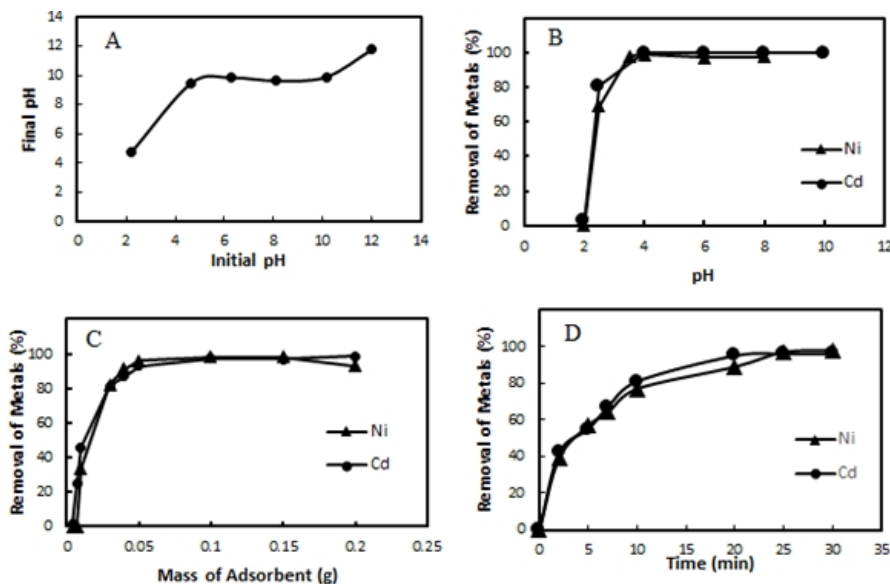 A
Final pH
14
12
10
8
6
4
2
0
0 2 4 6 8 10 12 14
Initial pH
B
Removal of Metals (%)
100
80
60
40
20
0
0 2 4 6 8 10 12
pH
Ni
Cd
C
Removal of Metals (%)
100
80
60
40
20
0
0 0.05 0.1 0.15 0.2 0.25
Mass of Adsorbent (g)
Ni
Cd
D
Removal of Metals (%)
100
80
60
40
20
0
0 5 10 15 20 25 30 35
Time (min)
Ni
Cd